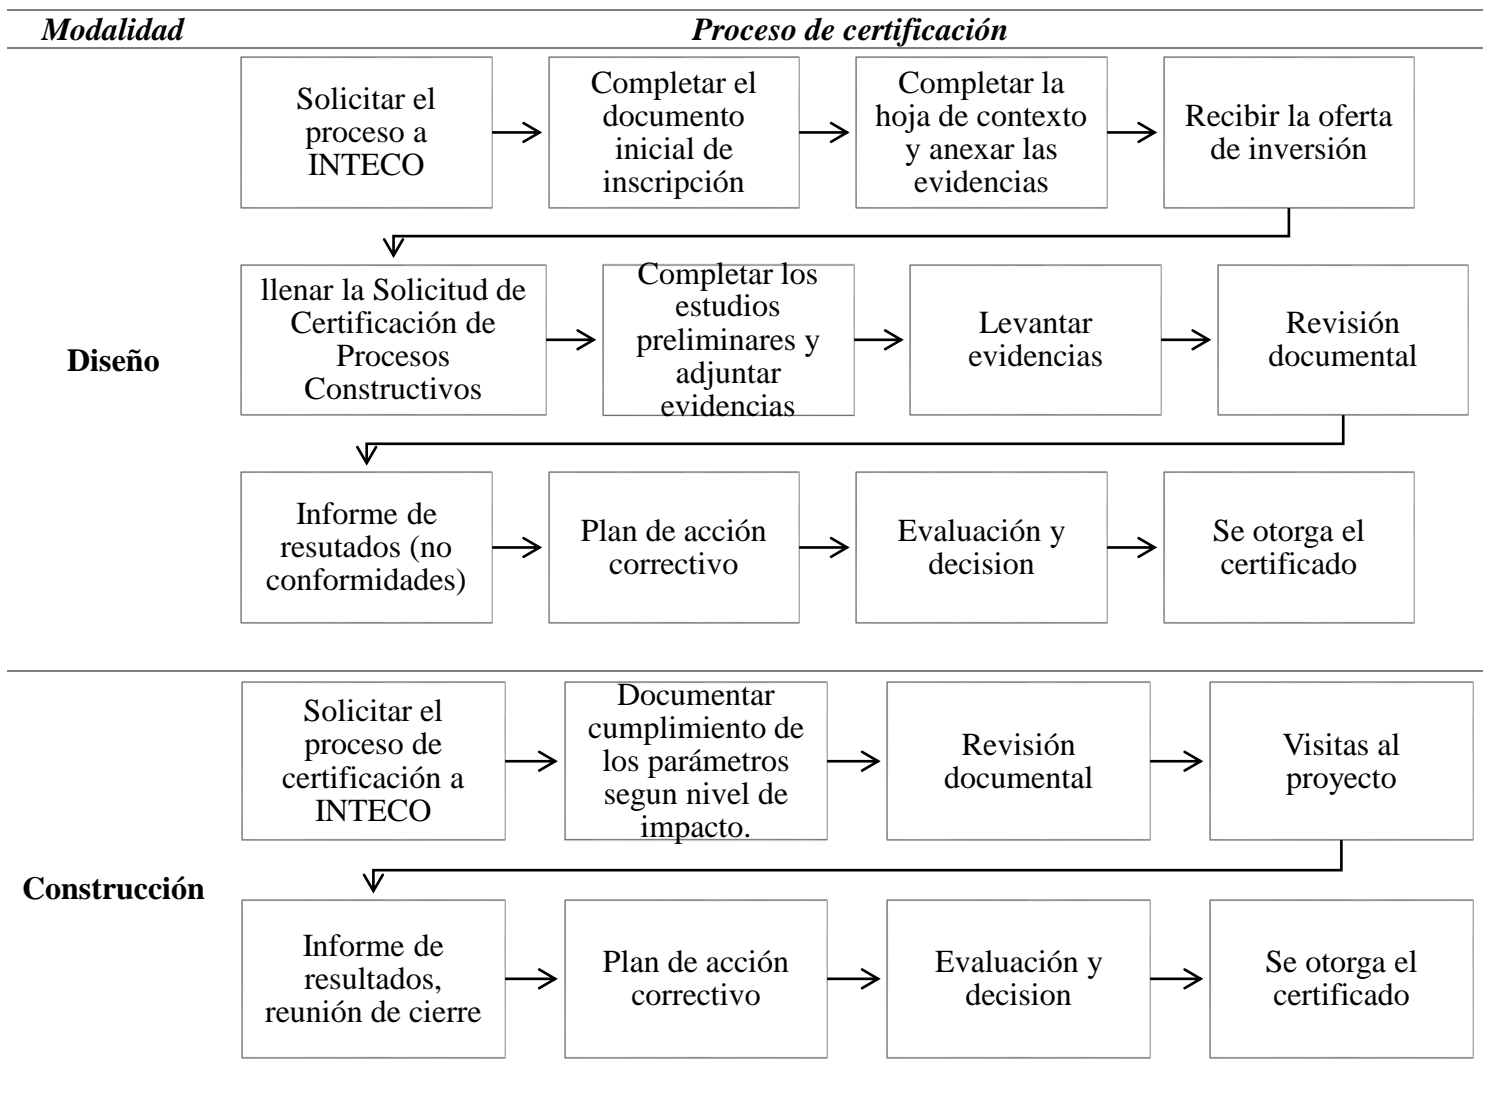 Modalidad
Proceso de certificación
Solicitar el
proceso a
INTECO
Completar el
documento
inicial de
inscripción
Completar la
hoja de contexto
y anexar las
evidencias
Recibir la oferta
de inversión
Diseño
llenar la Solicitud de
Certificación de
Procesos
Constructivos
Completar los
estudios
preliminares y
adjuntar
evidencias
Levantar
evidencias
Revisión
documental
Informe de
resutados (no
conformidades)
Plan de acción
correctivo
Evaluación y
decision
Se otorga el
certificado
Construcción
Solicitar el
proceso de
certificación a
INTECO
Documentar
cumplimiento de
los parámetros
segun nivel de
impacto.
Revisión
documental
Visitas al
proyecto
Informe de
resultados,
reunión de cierre
Plan de acción
correctivo
Evaluación y
decision
Se otorga el
certificado